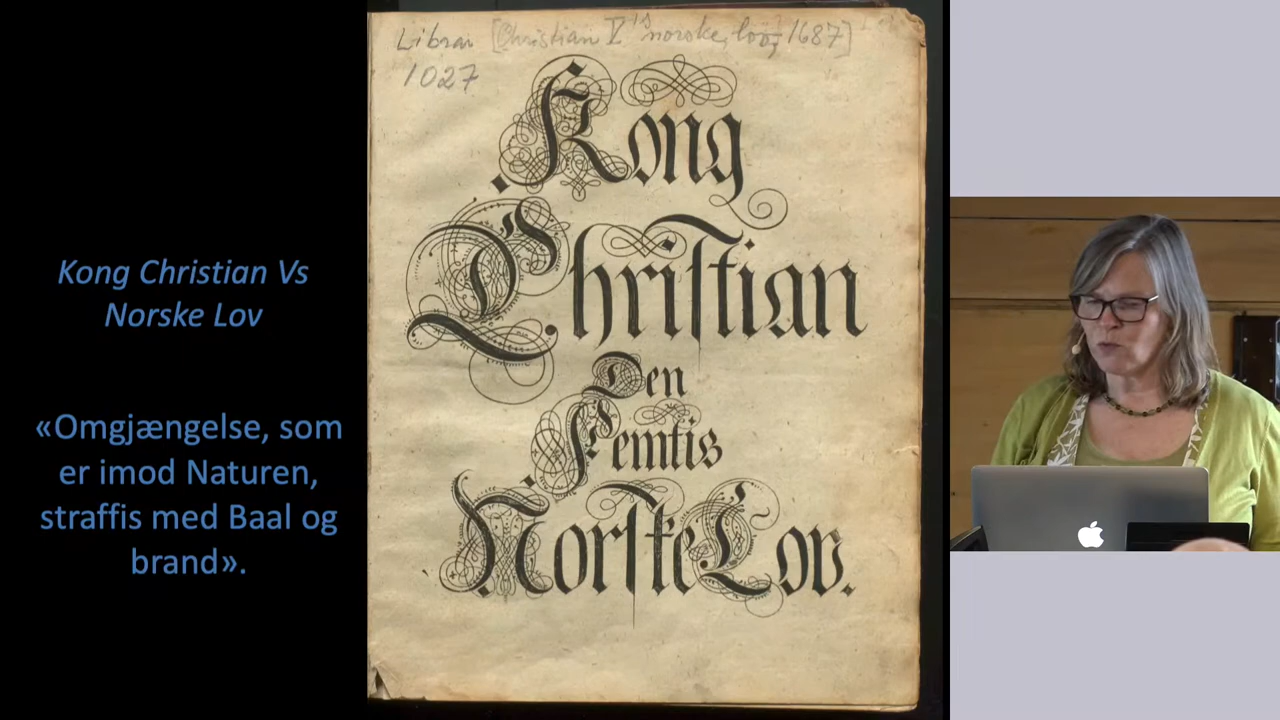 Kong Christian Vs
Norske Lov
«Omgjængelse, som
er imod Naturen,
straffis med Baal og
brand».
[Christian V norske lov 1687]
1027
Kong
Christian
Den
Femtis
Norske Lov.